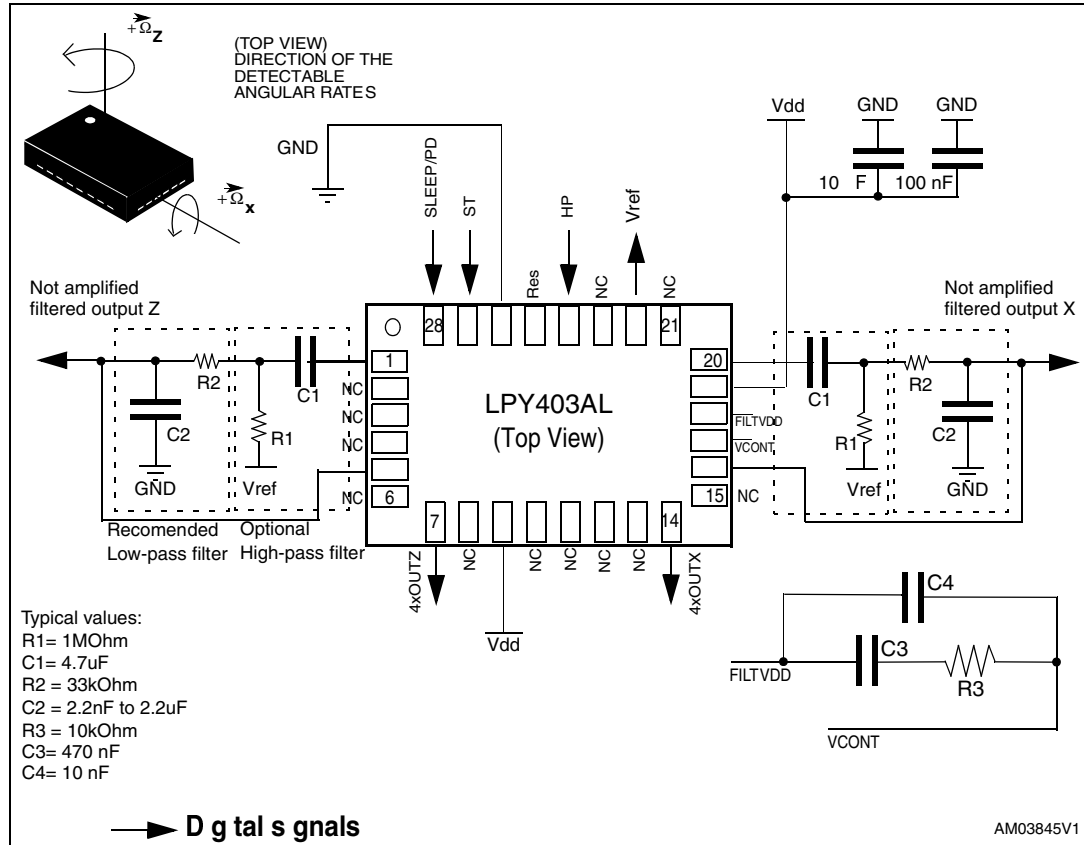 +Ω Z
(TOP VIEW)
DIRECTION OF THE
DETECTABLE
ANGULAR RATES
+Ω x
GND
SLEEP/PD
ST
Res
HP
NC
Vref
NC
Vdd
GND
GND
10 F
100 nF
Not amplified
filtered output Z
Not amplified
filtered output X
28
21
1
20
R2
C1
C1
R2
NC
NC
NC
NC
C2
R1
R1
C2
LPY403AL
(Top View)
FILTVDD
VCONT
GND
Vref
Vref
GND
6
15
NC
Recomended
Low-pass filter
Optional
High-pass filter
7
14
4xOUTZ
NC
NC
NC
NC
NC
4xOUTX
Vdd
Typical values:
R1= 1MOhm
C1= 4.7uF
R2 = 33kOhm
C2 = 2.2nF to 2.2uF
R3 = 10kOhm
C3= 470 nF
C4= 10 nF
C4
C3
R3
FILTVDD
VCONT
D g tal s gnals
AM03845V1